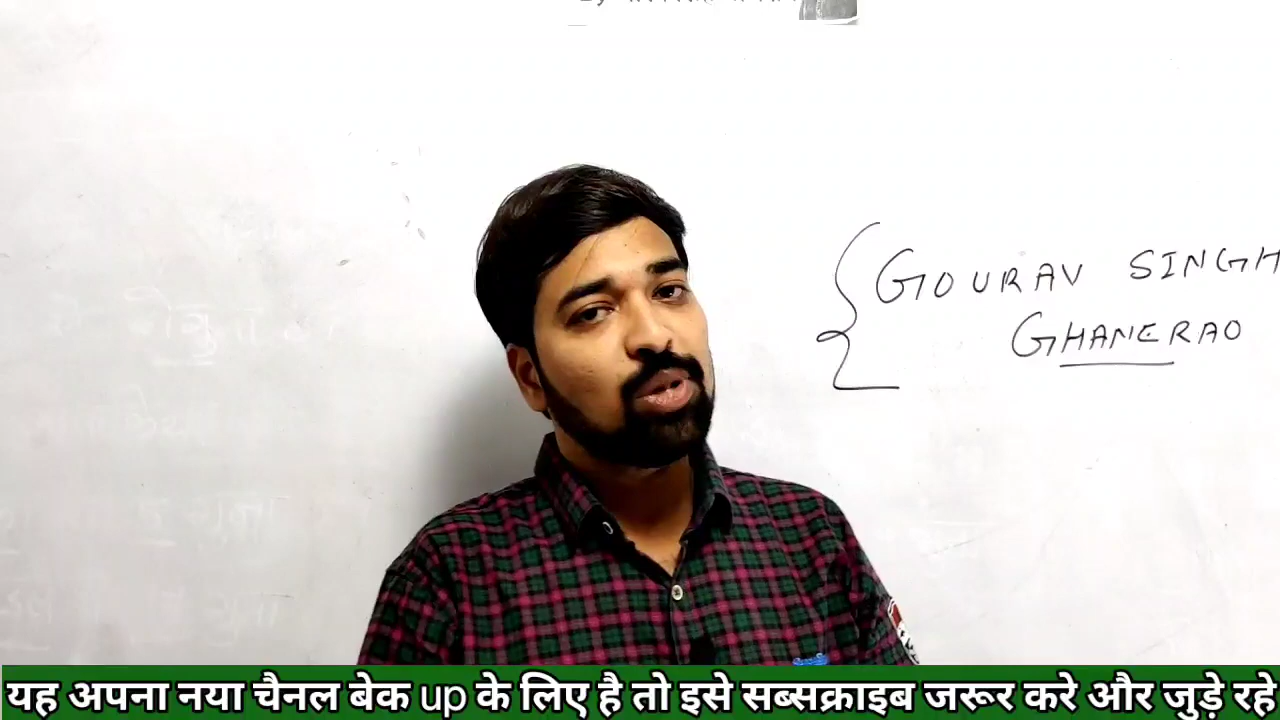 GOURAV SINGH
GHANERAO
यह अपना नया चैनल बेक up के लिए है तो इसे सब्सक्राइब जरूर करे और जुड़े रहे